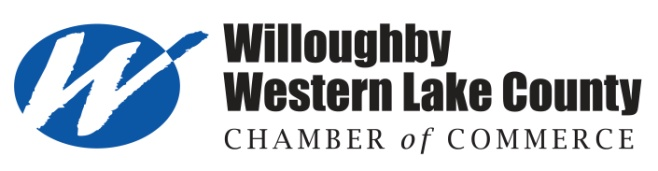 W
Willoughby
Western Lake County
CHAMBER of COMMERCE